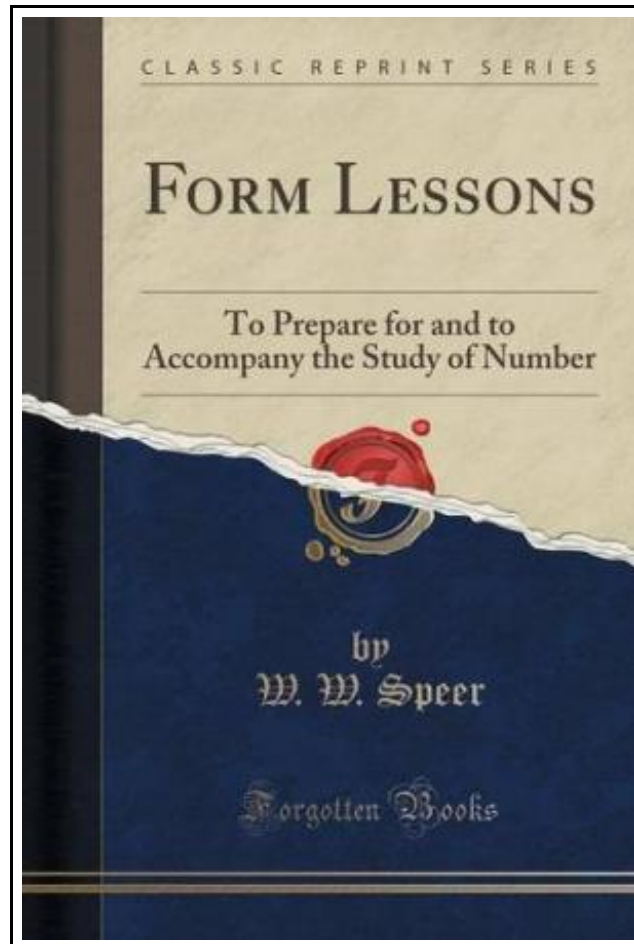 CLASSIC REPRINT SERIES
FORM LESSONS
To Prepare for and to
Accompany the Study of Number
F
by
W. W. Speer
Forgotten Books